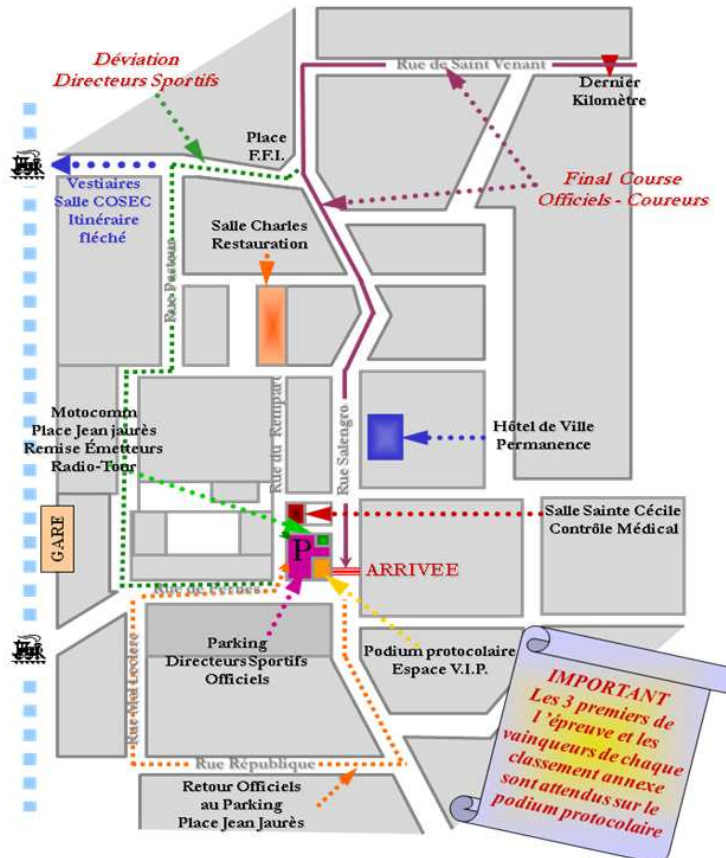 Rue de Saint Venant
Déviation
Directeurs Sportifs
Dernier
Kilomètre
Place
F.F.I.
Vestiaires
Salle COSEC
Itinéraire
fléché
Final Course
Officiels - Coureurs
Salle Charles
Restauration
Rue Pasteur
Motocomm
Place Jean jaurès
Remise Émetteurs
Radio-Tour
Rue du Rempart
Rue Salengro
Hôtel de Ville
Permanence
GARE
Salle Sainte Cécile
Contrôle Médical
P
ARRIVEE
Rue de Pernes
Rue Mal Leclerc
Parking
Directeurs Sportifs
Officiels
Podium protocolaire
Espace V.I.P.
Rue République
Retour Officiels
au Parking
Place Jean Jaurès
IMPORTANT
Les 3 premiers de
l 'épreuve et les
vainqueurs de chaque
classement annexe
sont attendus sur le
podium protocolaire